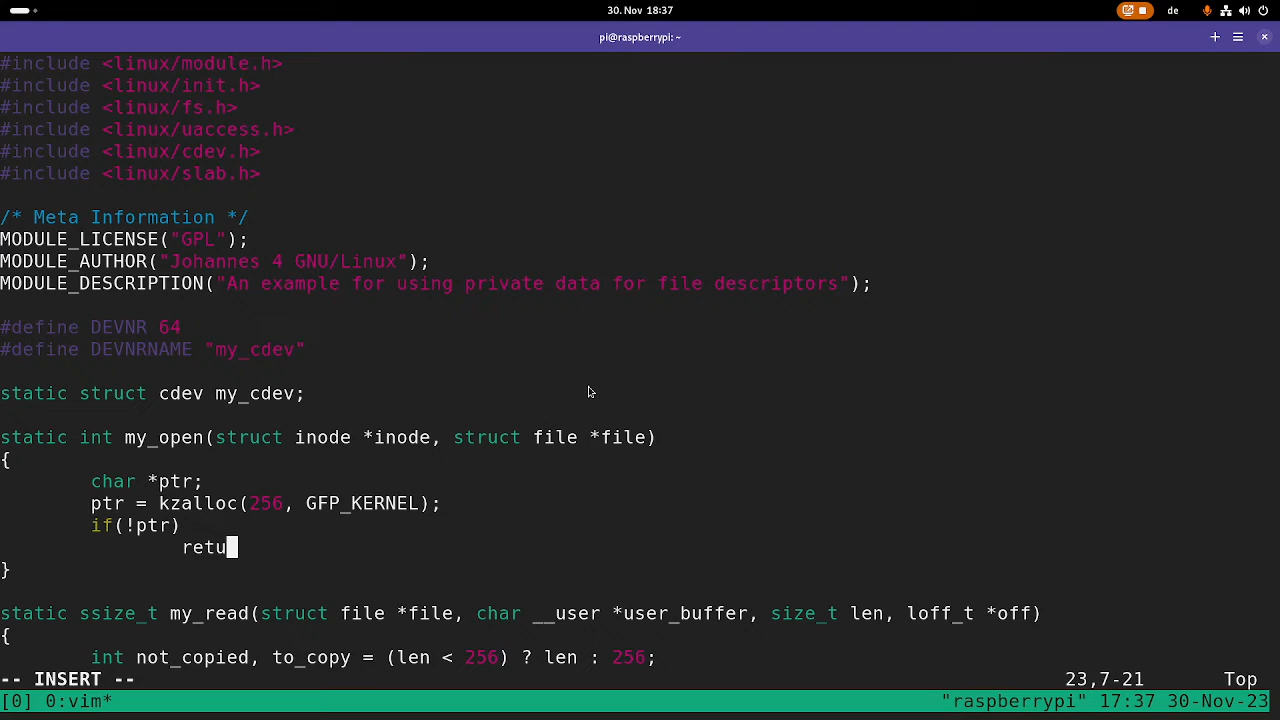 30. Nov 18:37
de
pi@raspberrypi: ~
#include <linux/module.h>
#include <linux/init.h>
#include <linux/fs.h>
#include <linux/uaccess.h>
#include <linux/cdev.h>
#include <linux/slab.h>
/* Meta Information */
MODULE_LICENSE("GPL");
MODULE_AUTHOR("Johannes 4 GNU/Linux");
MODULE_DESCRIPTION("An example for using private data for file descriptors");
#define DEVNR 64
#define DEVNRNAME "my_cdev"
static struct cdev my_cdev;
static int my_open(struct inode *inode, struct file *file)
{
char *ptr;
ptr = kzalloc(256, GFP_KERNEL);
if(!ptr)
retu
}
static ssize_t my_read(struct file *file, char __user *user_buffer, size_t len, loff_t *off)
{
int not_copied, to_copy = (len < 256) ? len : 256;
-- INSERT -- 23,7-21 Top
[0] 0:vim* "raspberrypi" 17:37 30-Nov-23